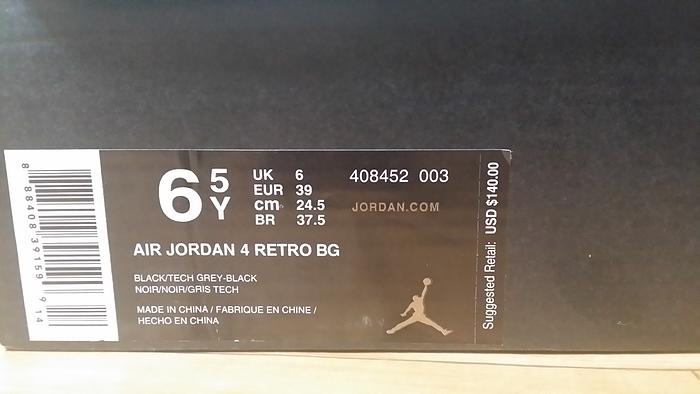 6 5 Y
UK 6
EUR 39
cm 24.5
BR 37.5
408452 003
JORDAN.COM
AIR JORDAN 4 RETRO BG
BLACK/TECH GREY-BLACK
NOIR/NOIR/GRIS TECH
MADE IN CHINA / FABRIQUE EN CHINE /
HECHO EN CHINA
Suggested Retail: USD $140.00
8 88408 39159 9 14